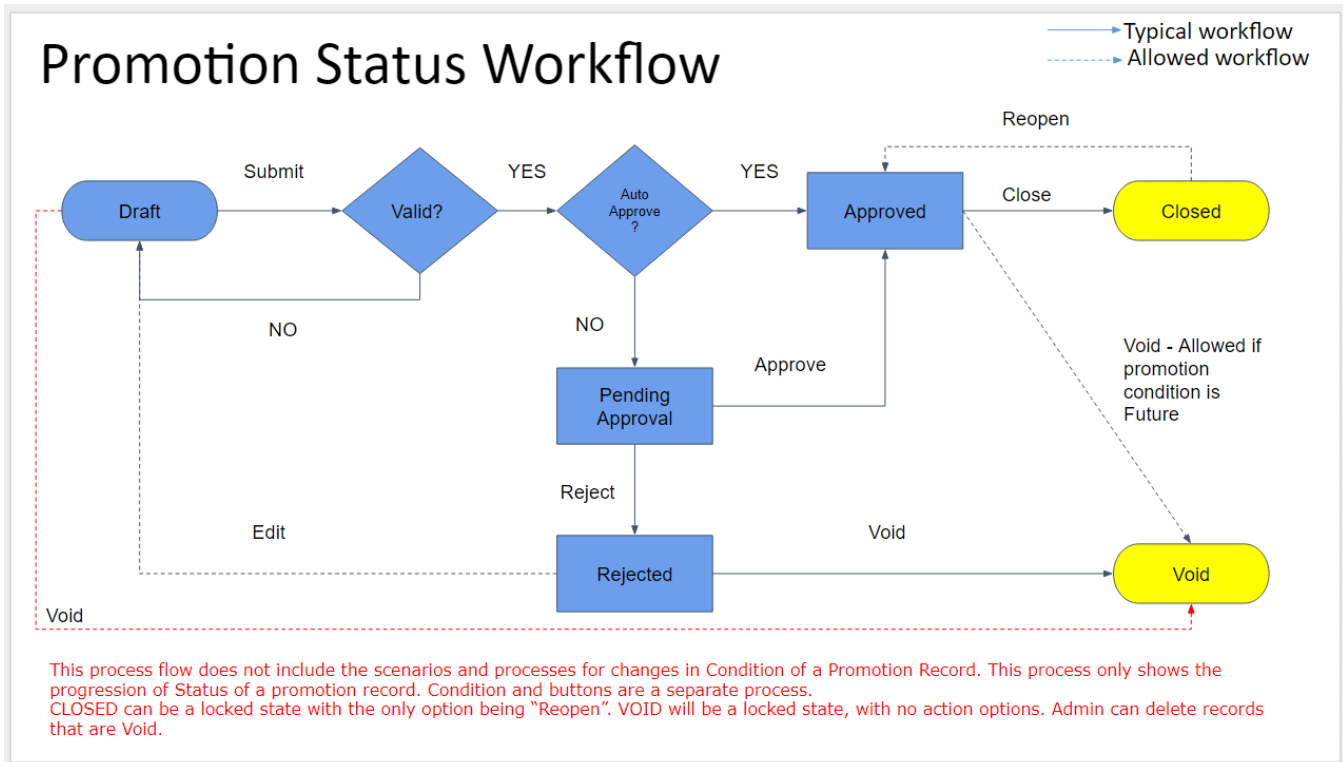 Promotion Status Workflow
Typical workflow
Allowed workflow
Reopen
Submit
YES
YES
Draft
Valid?
Auto
Approve
?
Approved
Close
Closed
NO
NO
Void - Allowed if
promotion
condition is
Future
Approve
Pending
Approval
Reject
Edit
Void
Rejected
Void
Void
This process flow does not include the scenarios and processes for changes in Condition of a Promotion Record. This process only shows the
progression of Status of a promotion record. Condition and buttons are a separate process.
CLOSED can be a locked state with the only option being “Reopen”. VOID will be a locked state, with no action options. Admin can delete records
that are Void.